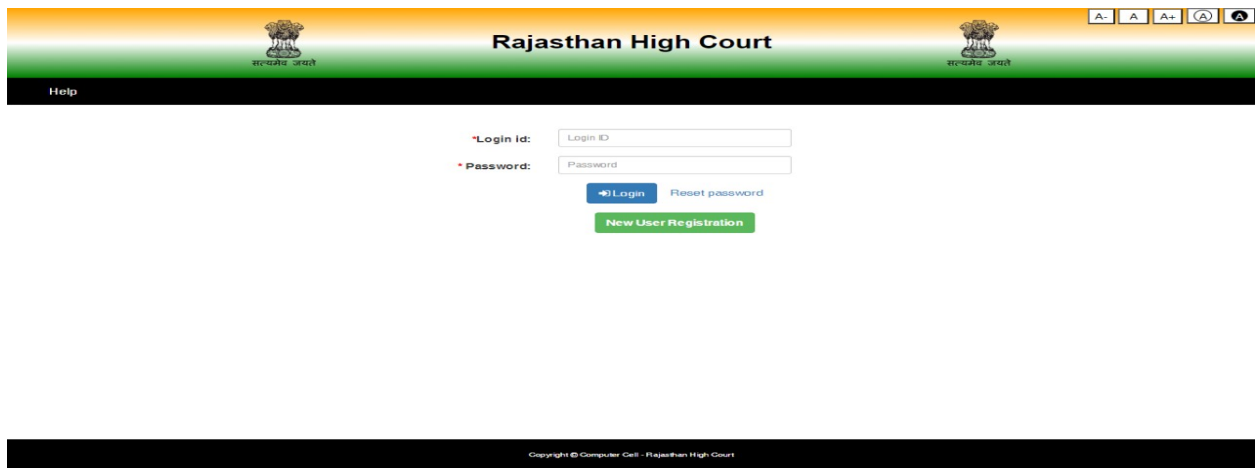 A- A A+ A A
Rajasthan High Court
सत्यमेव जयते सत्यमेव जयते
Help
*Login id: Login ID
* Password: Password
Login Reset password
New User Registration
Copyright © Computer Cell - Rajasthan High Court